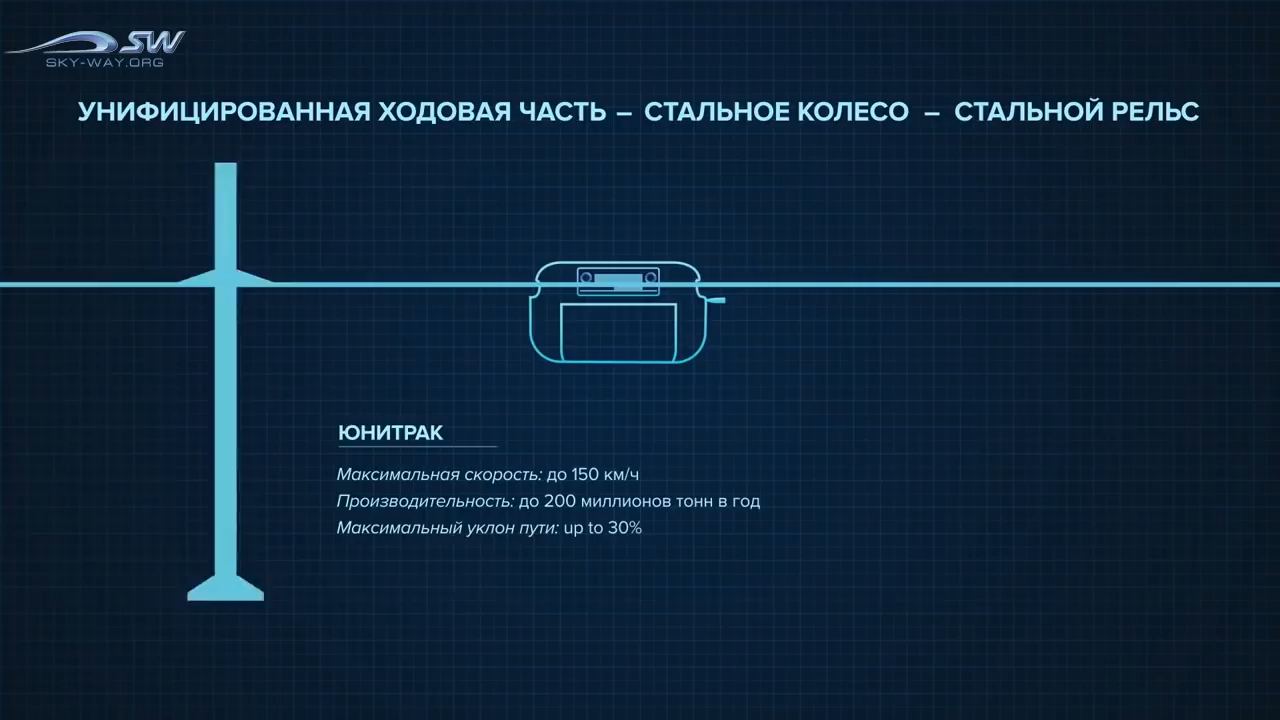 SW
SKY-WAY.ORG
УНИФИЦИРОВАННАЯ ХОДОВАЯ ЧАСТЬ – СТАЛЬНОЕ КОЛЕСО – СТАЛЬНОЙ РЕЛЬС
ЮНИТРАК
Максимальная скорость: до 150 км/ч
Производительность: до 200 миллионов тонн в год
Максимальный уклон пути: up to 30%